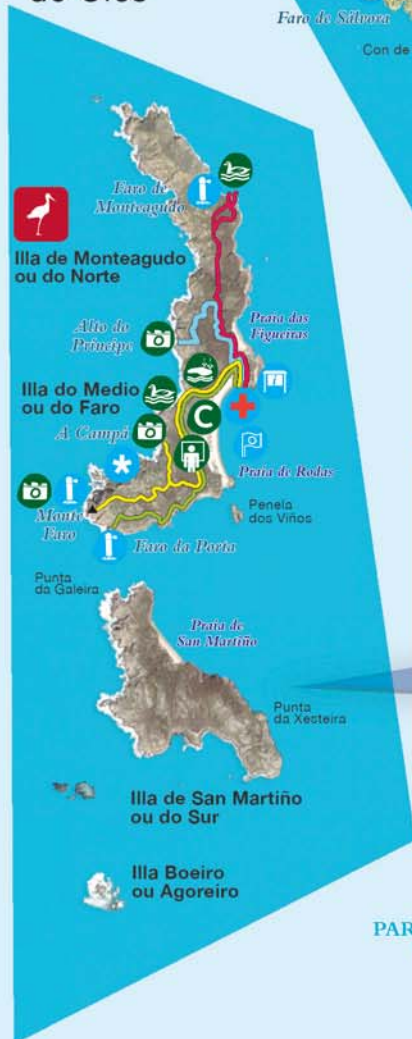 Faro de Sálvora
Con de
Faro de
Monteagudo
Illa de Monteagudo
ou do Norte
Alto do
Príncipe
Praia das
Figueiras
Illa do Medio
ou do Faro
A Campá
C
Praia de Rodas
Monte
Faro
Penela
dos Viños
Faro da Porta
Punta
da Galeira
Praia de
San Martiño
Punta
da Xesteira
Illa de San Martiño
ou do Sur
Illa Boeiro
ou Agoreiro
PAR